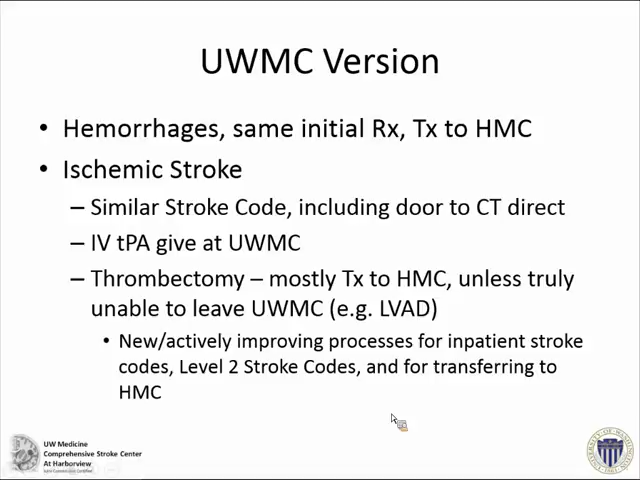 UWMC Version
• Hemorrhages, same initial Rx, Tx to HMC
• Ischemic Stroke
– Similar Stroke Code, including door to CT direct
– IV tPA give at UWMC
– Thrombectomy – mostly Tx to HMC, unless truly
unable to leave UWMC (e.g. LVAD)
• New/actively improving processes for inpatient stroke
codes, Level 2 Stroke Codes, and for transferring to
HMC
UW Medicine
Comprehensive Stroke Center
At Harborview